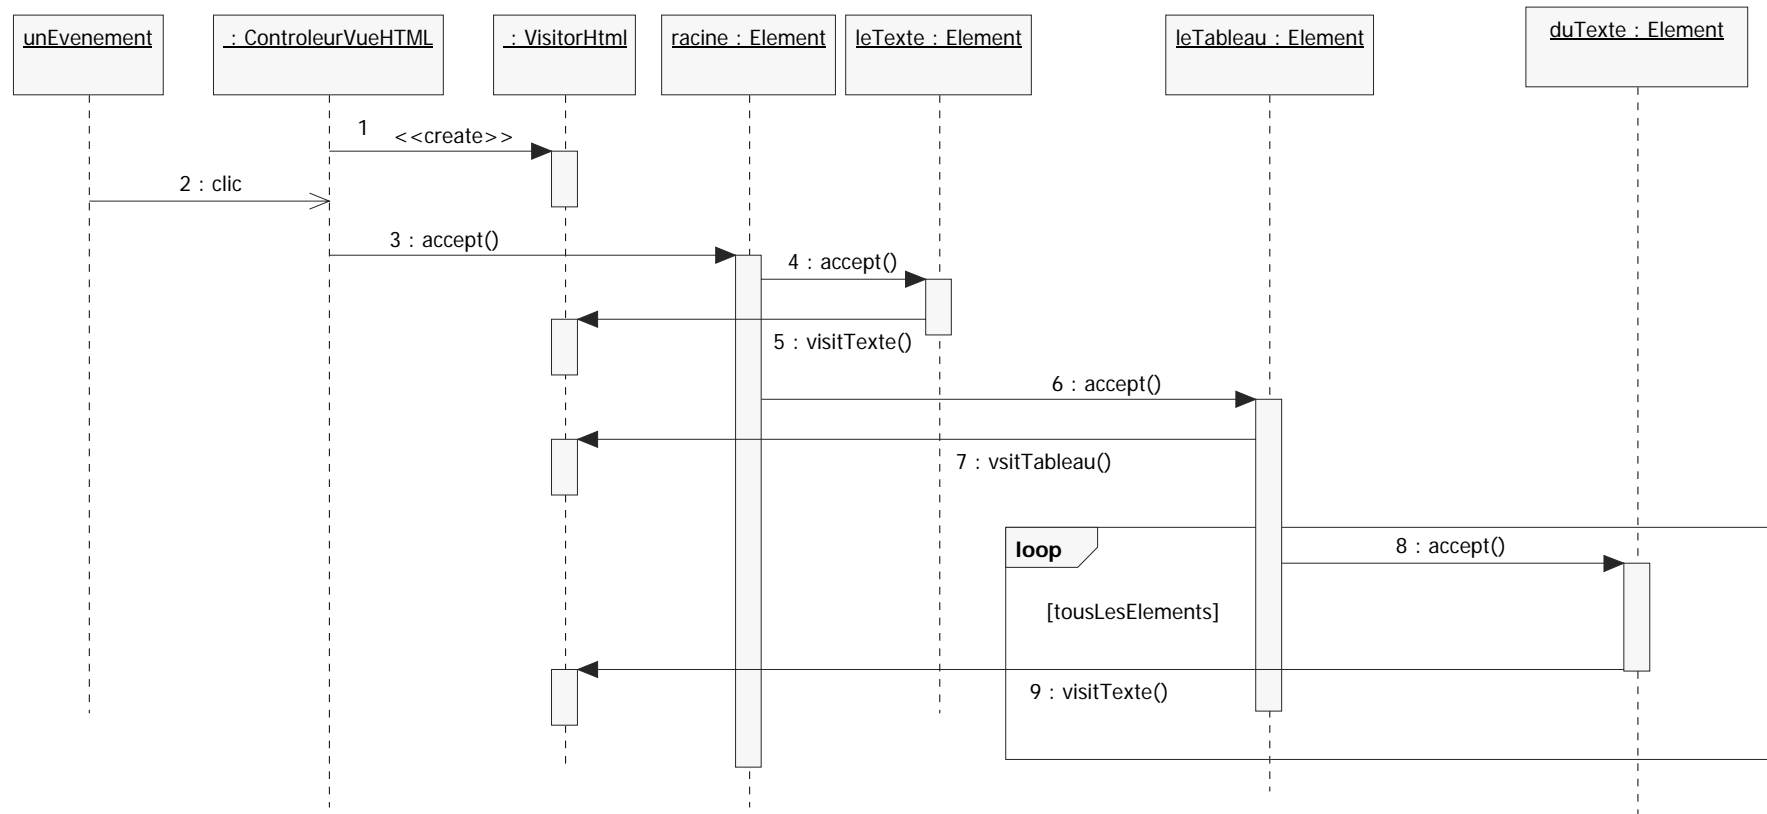 unEvenement
: ControleurVueHTML
: VisitorHtml
racine : Element
leTexte : Element
leTableau : Element
duTexte : Element
1
<<create>>
2 : clic
3 : accept()
4 : accept()
5 : visitTexte()
6 : accept()
7 : vsitTableau()
loop
8 : accept()
[tousLesElements]
9 : visitTexte()